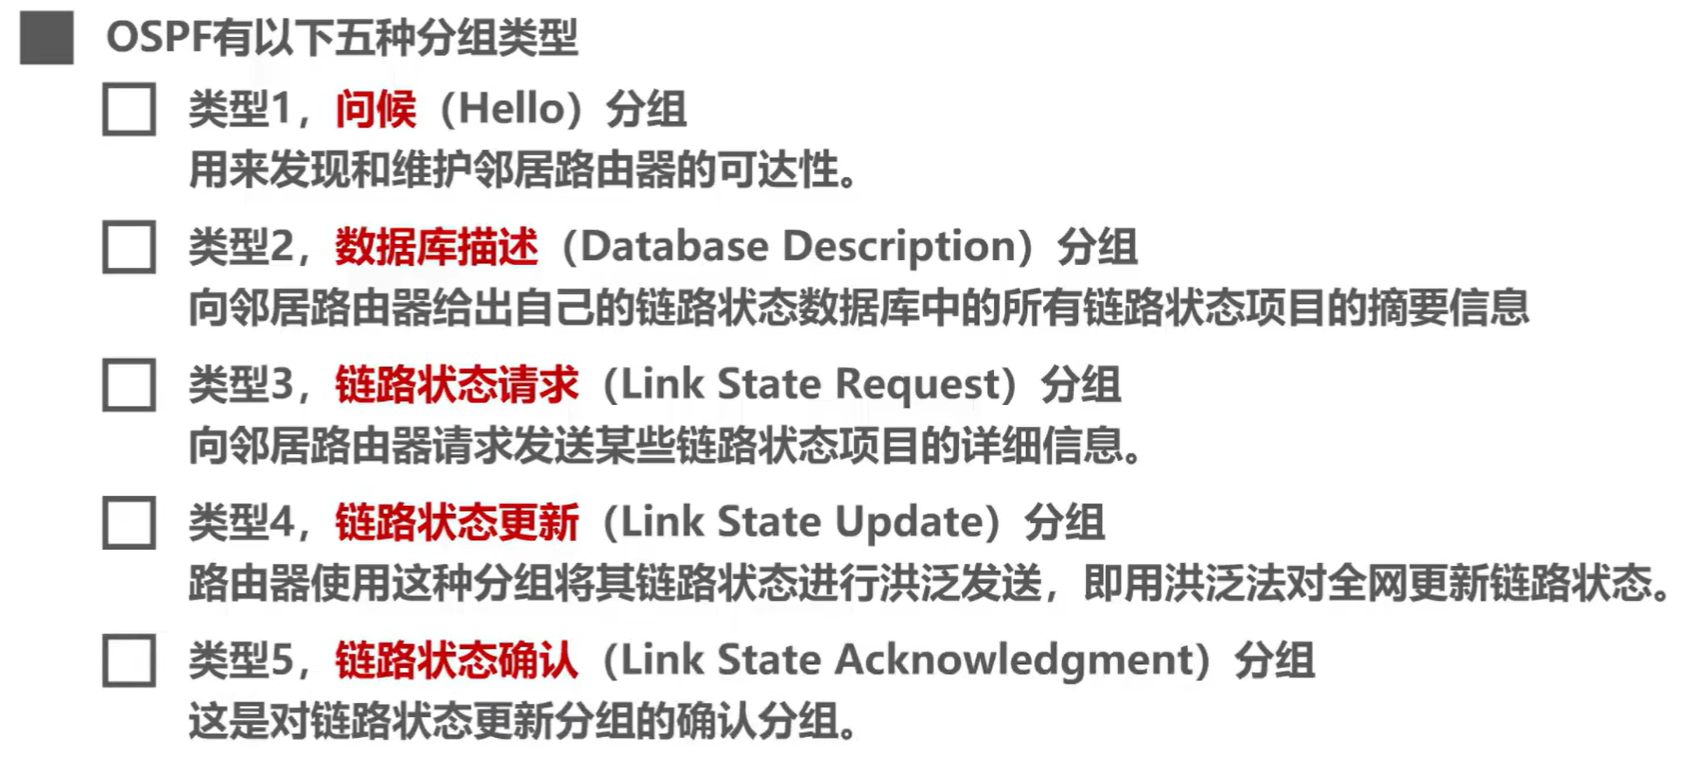 OSPF有以下五种分组类型
类型1，问候（Hello）分组
用来发现和维护邻居路由器的可达性。
类型2，数据库描述（Database Description）分组
向邻居路由器给出自己的链路状态数据库中的所有链路状态项目的摘要信息
类型3，链路状态请求（Link State Request）分组
向邻居路由器请求发送某些链路状态项目的详细信息。
类型4，链路状态更新（Link State Update）分组
路由器使用这种分组将其链路状态进行洪泛发送，即用洪泛法对全网更新链路状态。
类型5，链路状态确认（Link State Acknowledgment）分组
这是对链路状态更新分组的确认分组。